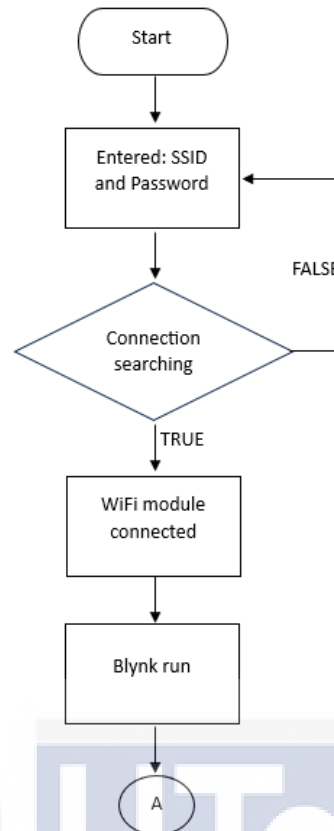 Start
Entered: SSID
and Password
FALSE
Connection
searching
TRUE
WiFi module
connected
Blynk run
A